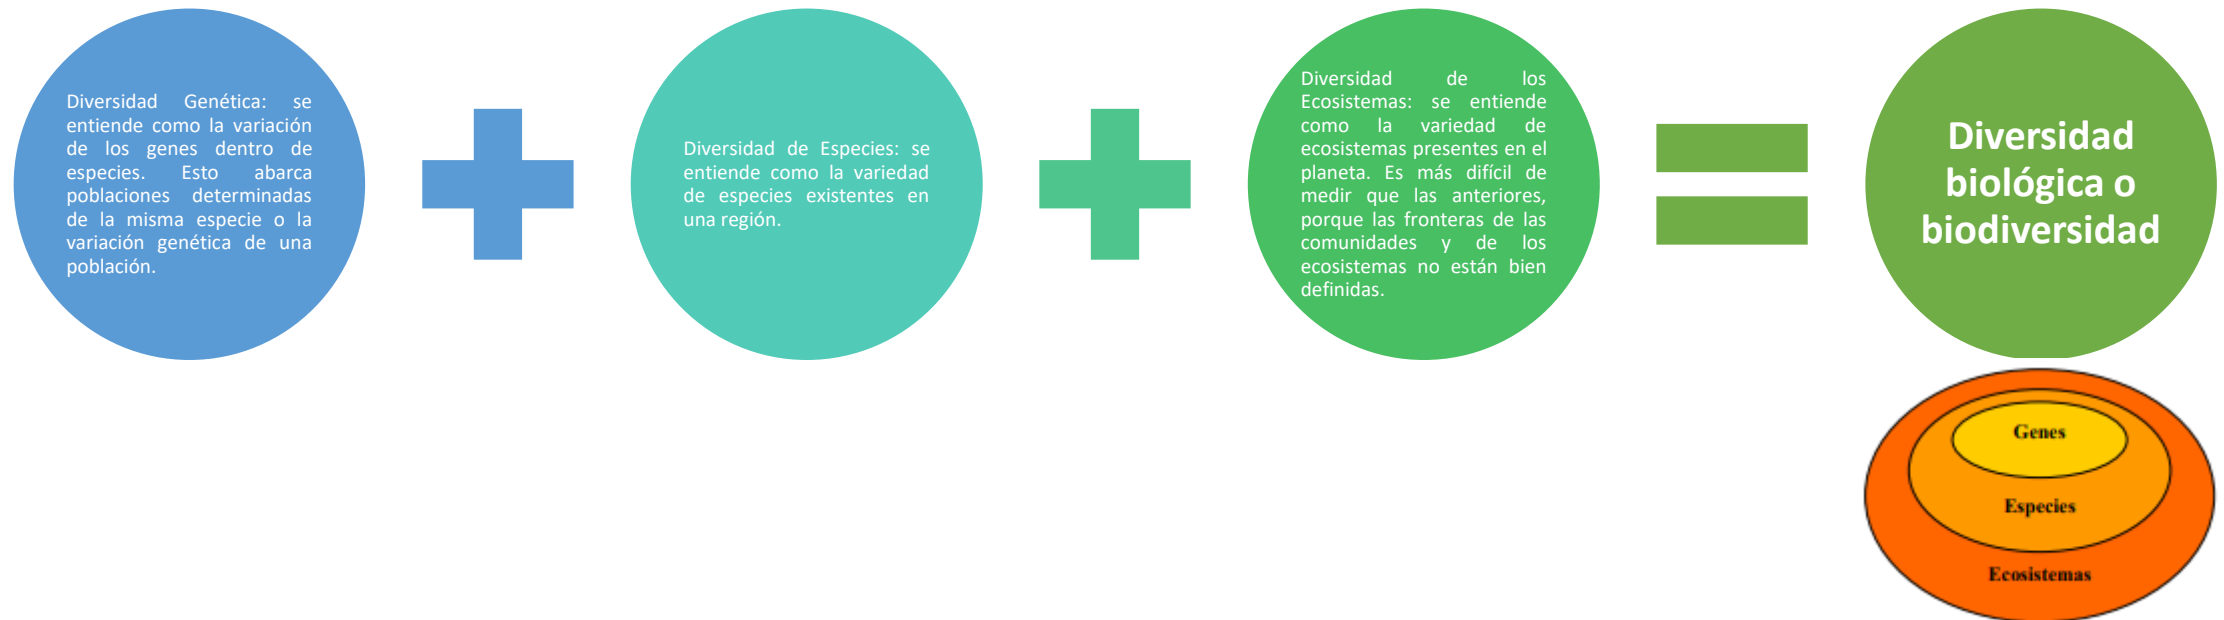 Diversidad Genética: se
entiende como la variación
de los genes dentro de
especies. Esto abarca
poblaciones determinadas
de la misma especie o la
variación genética de una
población.
Diversidad de Especies: se
entiende como la variedad
de especies existentes en
una región.
Diversidad de los
Ecosistemas: se entiende
como la variedad de
ecosistemas presentes en el
planeta. Es más difícil de
medir que las anteriores,
porque las fronteras de las
comunidades y de los
ecosistemas no están bien
definidas.
Diversidad
biológica o
biodiversidad
Genes
Especies
Ecosistemas